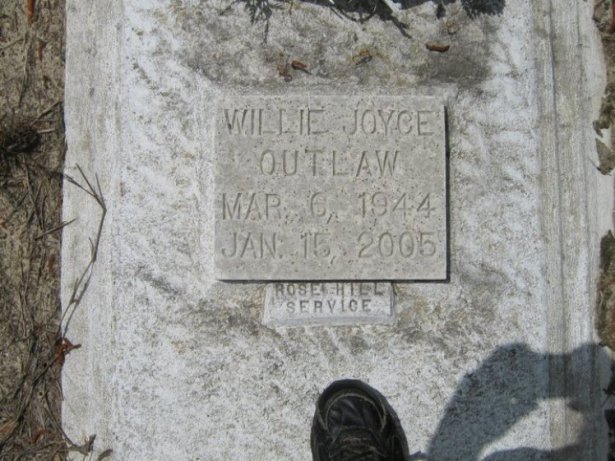 WILLIE JOYCE
OUTLAW
MAR. 6, 1944
JAN. 15, 2005
ROSE HILL
SERVICE